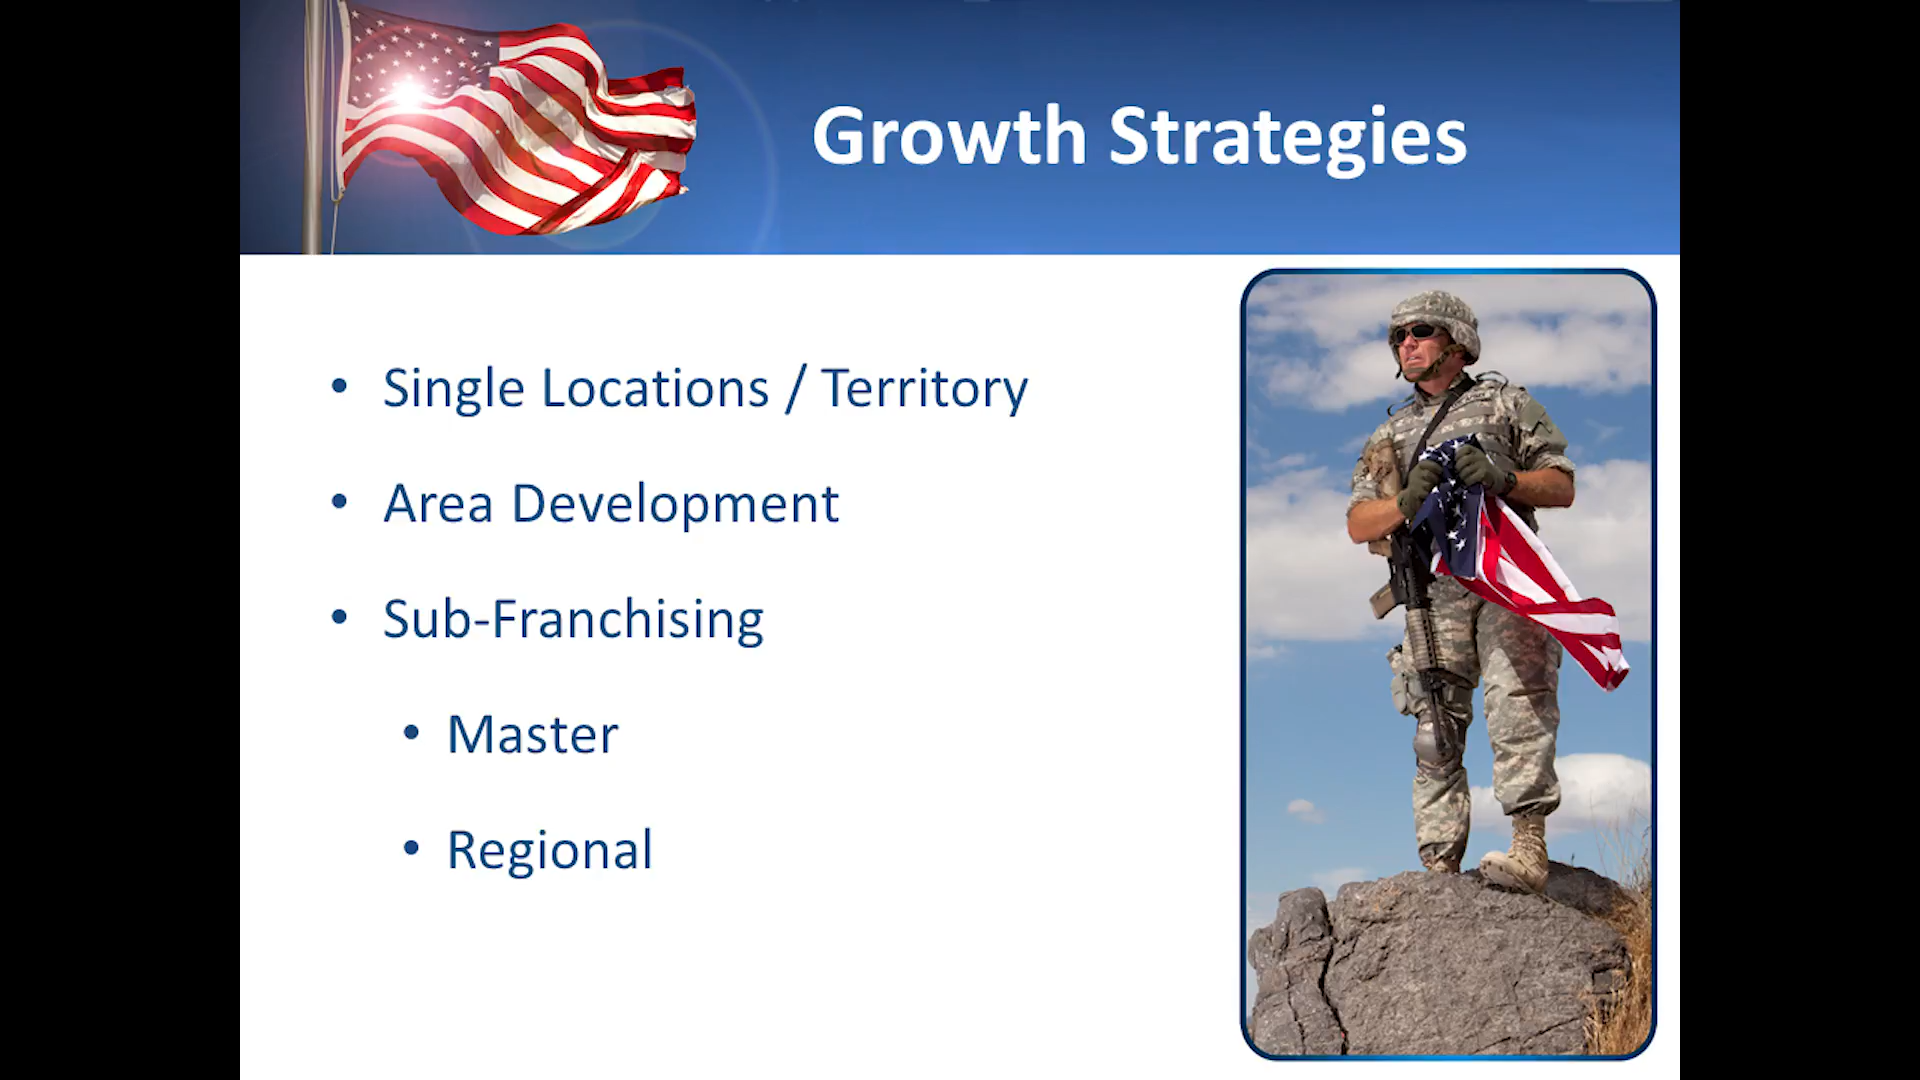 Growth Strategies
• Single Locations / Territory
• Area Development
• Sub-Franchising
• Master
• Regional